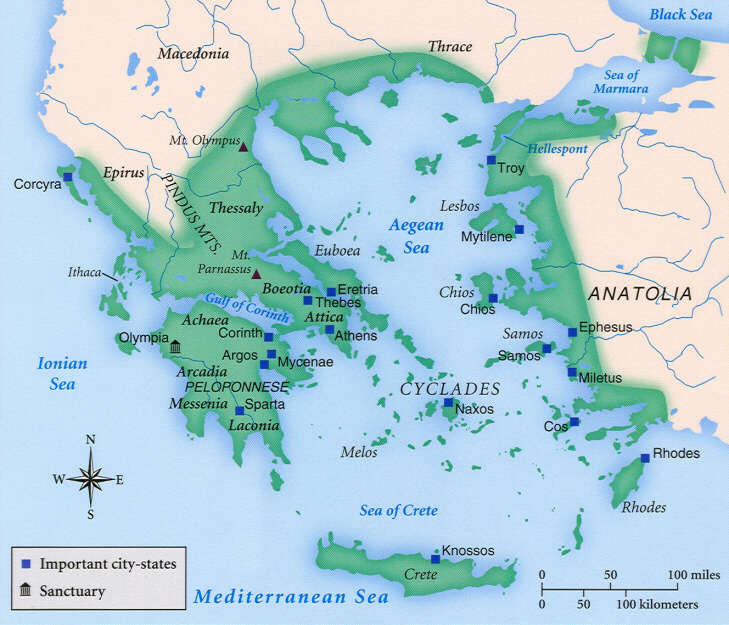 Black Sea
Macedonia
Thrace
Sea of
Marmara
Mt. Olympus
Hellespont
Troy
Epirus
Corcyra
PINDUS MTS.
Thessaly
Lesbos
Mytilene
Aegean
Sea
Mt.
Parnassus
Euboea
Ithaca
Boeotia
Eretria
Thebes
Chios
Chios
ANATOLIA
Gulf of Corinth
Achaea
Attica
Athens
Olympia
Corinth
Samos
Samos
Ephesus
Argos
Mycenae
Ionian
Sea
Arcadia
PELOPONNESE
Miletus
CYCLADES
Messenia
Sparta
Naxos
Laconia
Cos
Melos
Rhodes
Rhodes
N
W
E
S
Sea of Crete
Knossos
Crete
Important city-states
Sanctuary
Mediterranean Sea
0 50 100 miles
0 50 100 kilometers